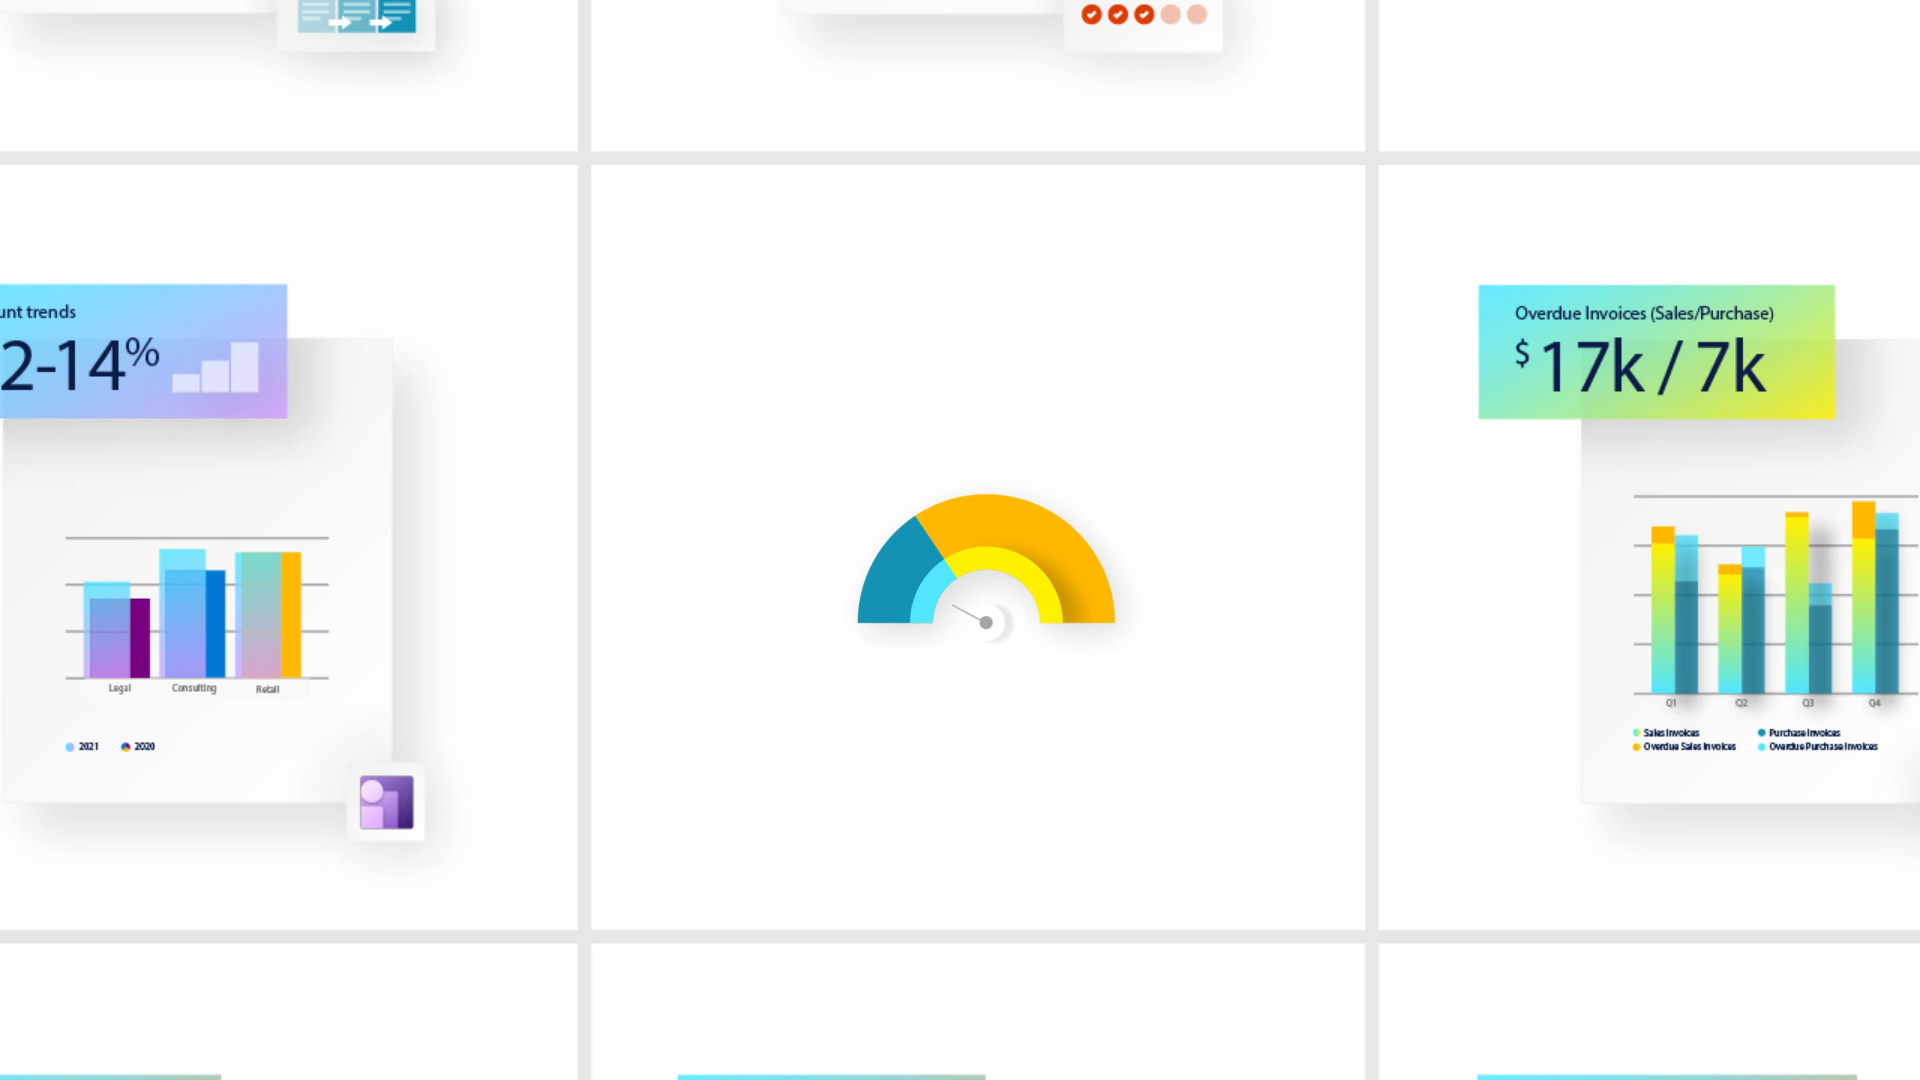 unt trends
2-14%
Legal
Consulting
Retail
2021
2020
Overdue Invoices (Sales/Purchase)
$ 17k / 7k
Q1
Q2
Q3
Q4
Sales Invoices
Purchase Invoices
Overdue Sales Invoices
Overdue Purchase Invoices